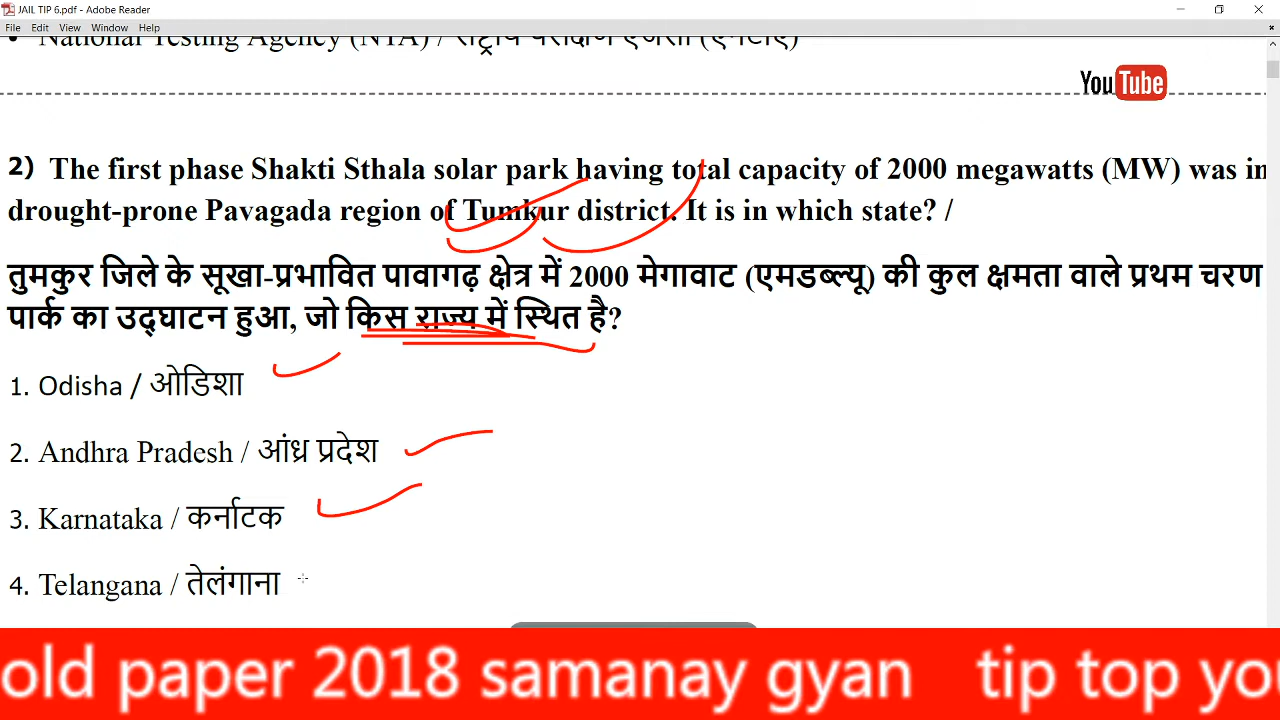 JAIL TIP 6.pdf - Adobe Reader
File Edit View Window Help
• National Testing Agency (NTA) / राष्ट्रीय परीक्षण एजेंसी (एनटीए)
YouTube
2) The first phase Shakti Sthala solar park having total capacity of 2000 megawatts (MW) was in
drought-prone Pavagada region of Tumkur district. It is in which state? /
तुमकुर जिले के सूखा-प्रभावित पावागढ़ क्षेत्र में 2000 मेगावाट (एमडब्ल्यू) की कुल क्षमता वाले प्रथम चरण
पार्क का उद्घाटन हुआ, जो किस राज्य में स्थित है?
1. Odisha / ओडिशा
2. Andhra Pradesh / आंध्र प्रदेश
3. Karnataka / कर्नाटक
4. Telangana / तेलंगाना
old paper 2018 samanay gyan tip top yo